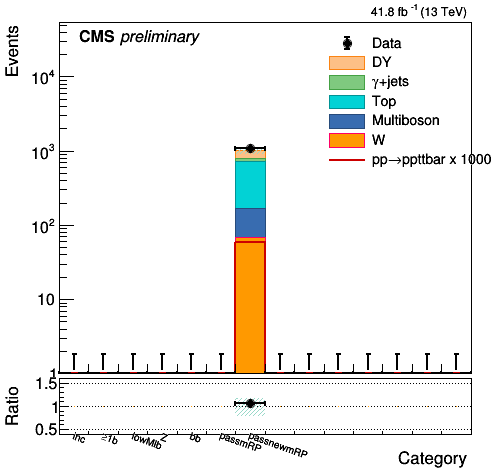 41.8 fb⁻¹ (13 TeV)
CMS preliminary
Events
10⁴
10³
10²
10
1
Data
DY
γ+jets
Top
Multiboson
W
pp→ppttbar x 1000
Ratio
1.5
1
0.5
inc ≥1b lowMlb Z bb passmRP passnewmRP
Category